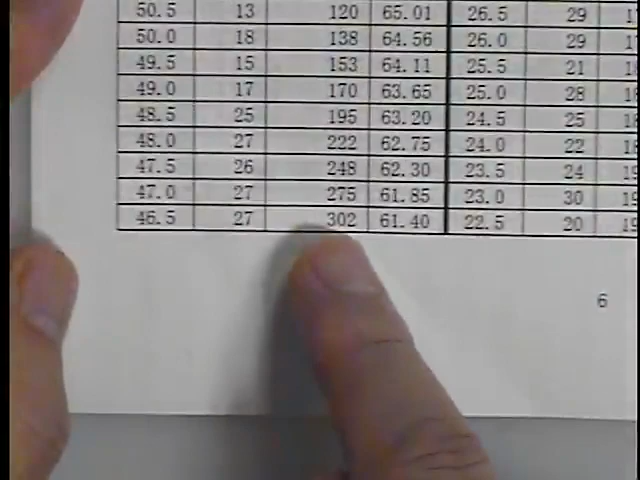 50.5 13 120 65.01 26.5 29
50.0 18 138 64.56 26.0 29
49.5 15 153 64.11 25.5 21
49.0 17 170 63.65 25.0 28
48.5 25 195 63.20 24.5 25
48.0 27 222 62.75 24.0 22
47.5 26 248 62.30 23.5 24
47.0 27 275 61.85 23.0 30
46.5 27 302 61.40 22.5 20
6